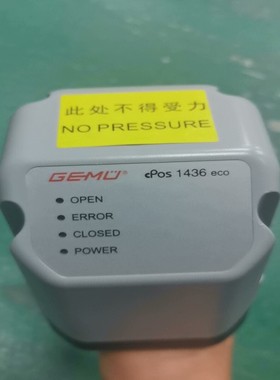 此处不得受力
NO PRESSURE
GEMÜ® cPos 1436 eco
OPEN
ERROR
CLOSED
POWER